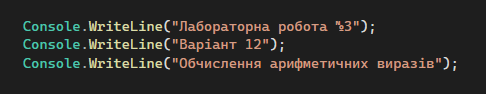 Console.WriteLine("Лабораторна робота №3");
Console.WriteLine("Варіант 12");
Console.WriteLine("Обчислення арифметичних виразів");